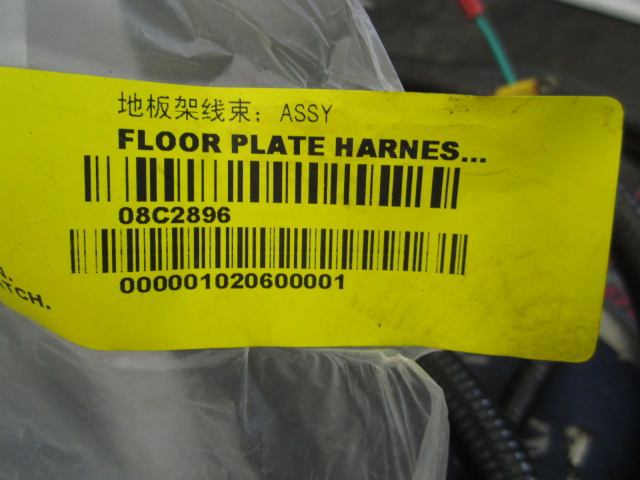 地板架线束; ASSY
FLOOR PLATE HARNES...
08C2896
000001020600001